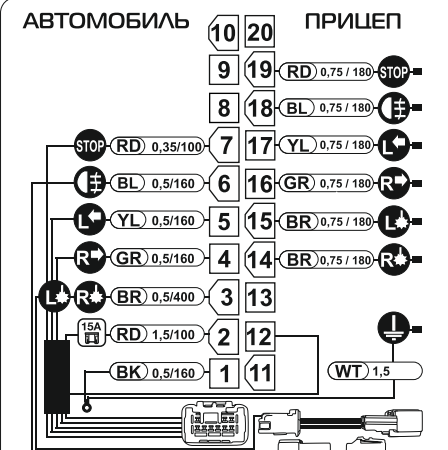 АВТОМОБИЛЬ ПРИЦЕП
10 20
9 19 RD 0,75 / 180 STOP
8 18 BL 0,75 / 180
STOP RD 0,35/100 7 17 YL 0,75 / 180 L
BL 0,5/160 6 16 GR 0,75 / 180 R
L YL 0,5/160 5 15 BR 0,75 / 180 L
R GR 0,5/160 4 14 BR 0,75 / 180 R
L R BR 0,5/400 3 13
15A RD 1,5/100 2 12
BK 0,5/160 1 11 WT 1,5